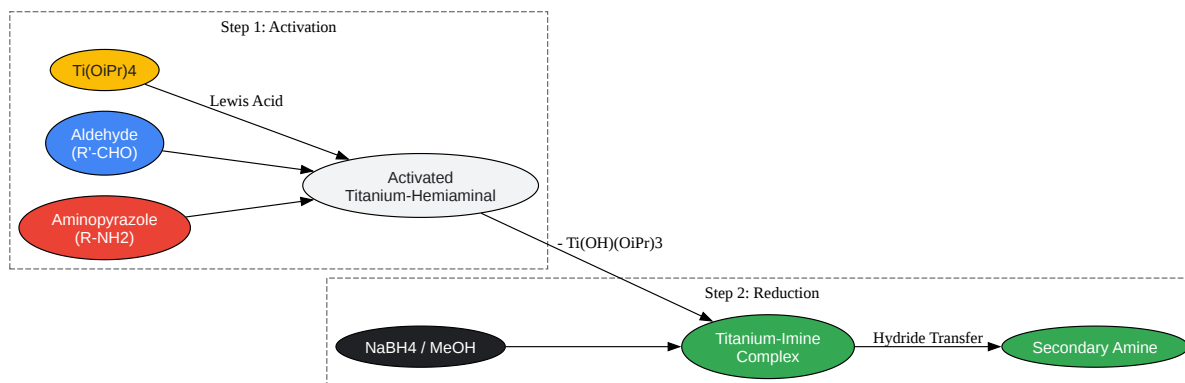 Step 1: Activation
Ti(OiPr)4
Lewis Acid
Aldehyde
(R'-CHO)
Activated
Titanium-Hemiaminal
Aminopyrazole
(R-NH2)
- Ti(OH)(OiPr)3
Step 2: Reduction
NaBH4 / MeOH
Titanium-Imine
Complex
Hydride Transfer
Secondary Amine